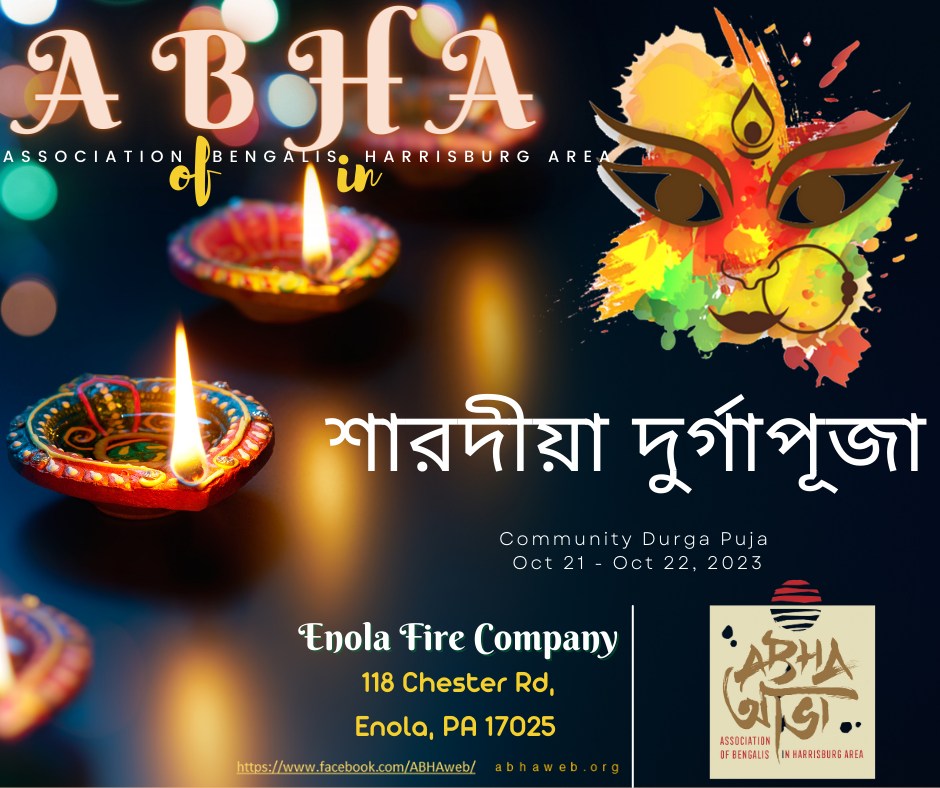 ABHA
ASSOCIATION of BENGALIS in HARRISBURG AREA
শারদীয়া দুর্গাপূজা
Community Durga Puja
Oct 21 - Oct 22, 2023
Enola Fire Company
118 Chester Rd,
Enola, PA 17025
https://www.facebook.com/ABHAweb/ abhaweb.org
ABHA
আভা
ASSOCIATION
OF BENGALIS IN HARRISBURG AREA